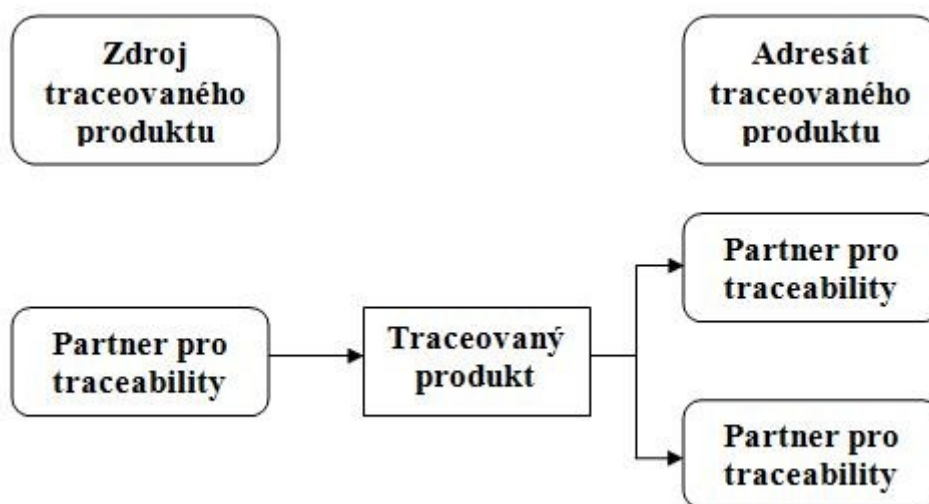 Zdroj
traceovaného
produktu
Adresát
traceovaného
produktu
Partner pro
traceability
Partner pro
traceability
Traceovaný
produkt
Partner pro
traceability